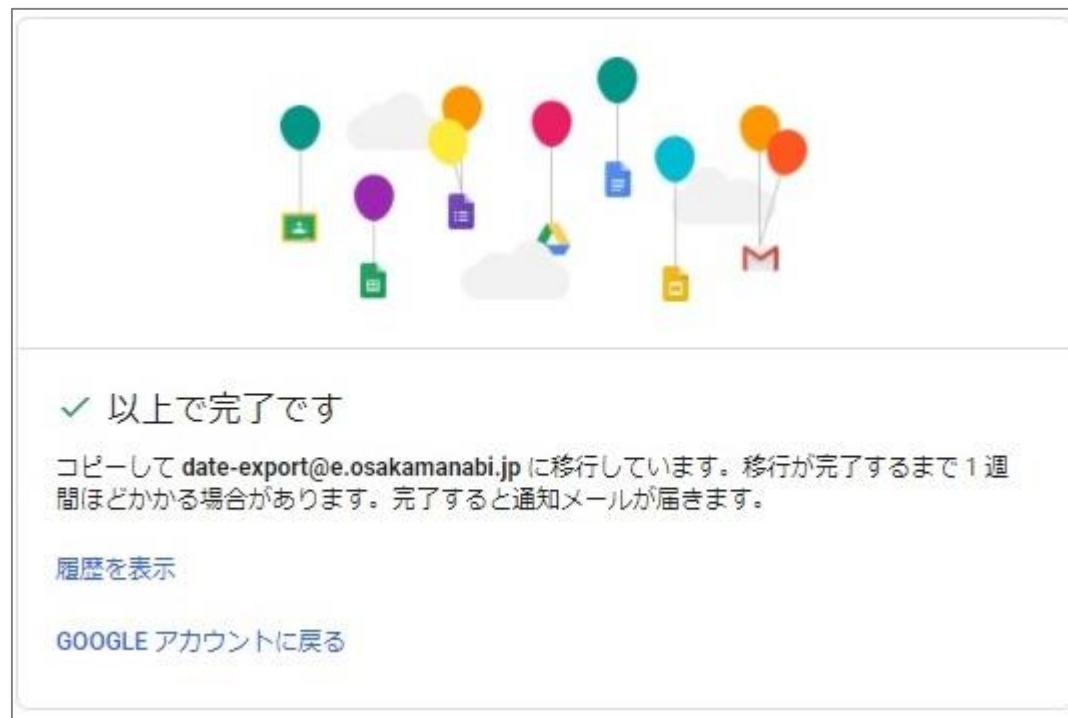 以上で完了です
コピーして date-export@e.osakamanabi.jp に移行しています。移行が完了するまで 1 週
間ほどかかる場合があります。完了すると通知メールが届きます。
履歴を表示
GOOGLE アカウントに戻る